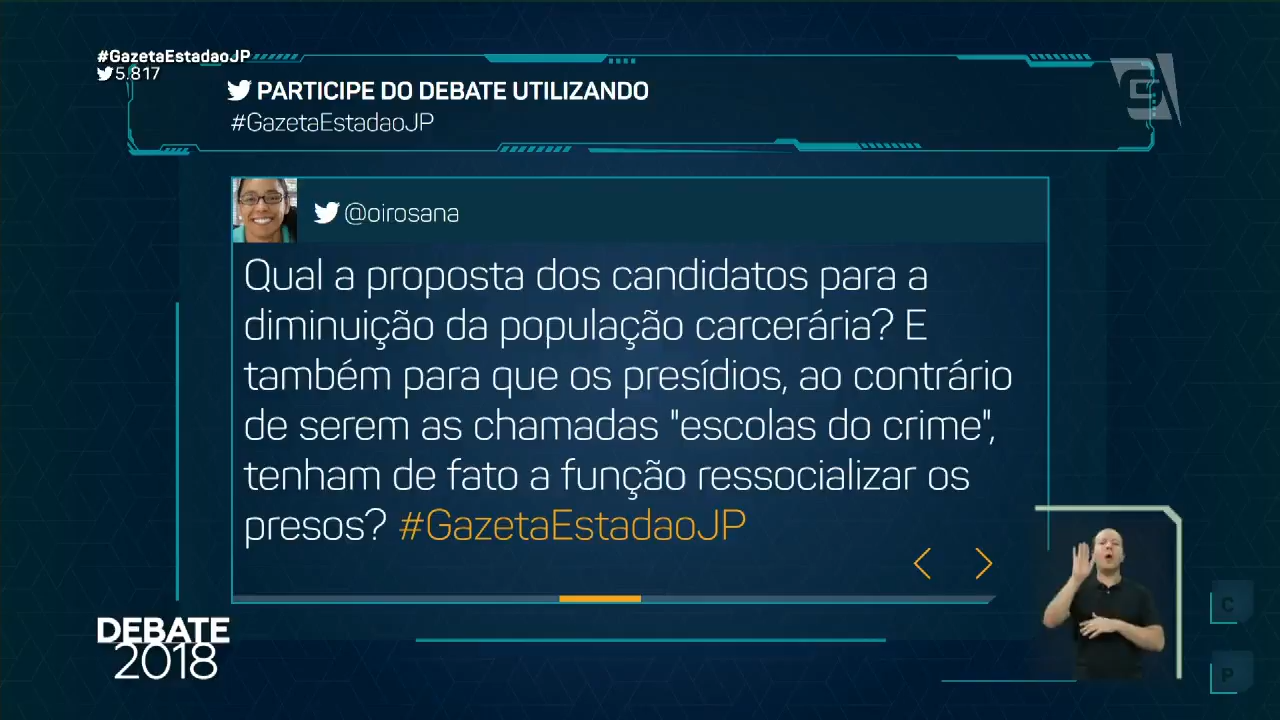 #GazetaEstadaoJP
5.817
PARTICIPE DO DEBATE UTILIZANDO
#GazetaEstadaoJP
@oirosana
Qual a proposta dos candidatos para a
diminuição da população carcerária? E
também para que os presídios, ao contrário
de serem as chamadas "escolas do crime",
tenham de fato a função ressocializar os
presos? #GazetaEstadaoJP
DEBATE
2018
C
P